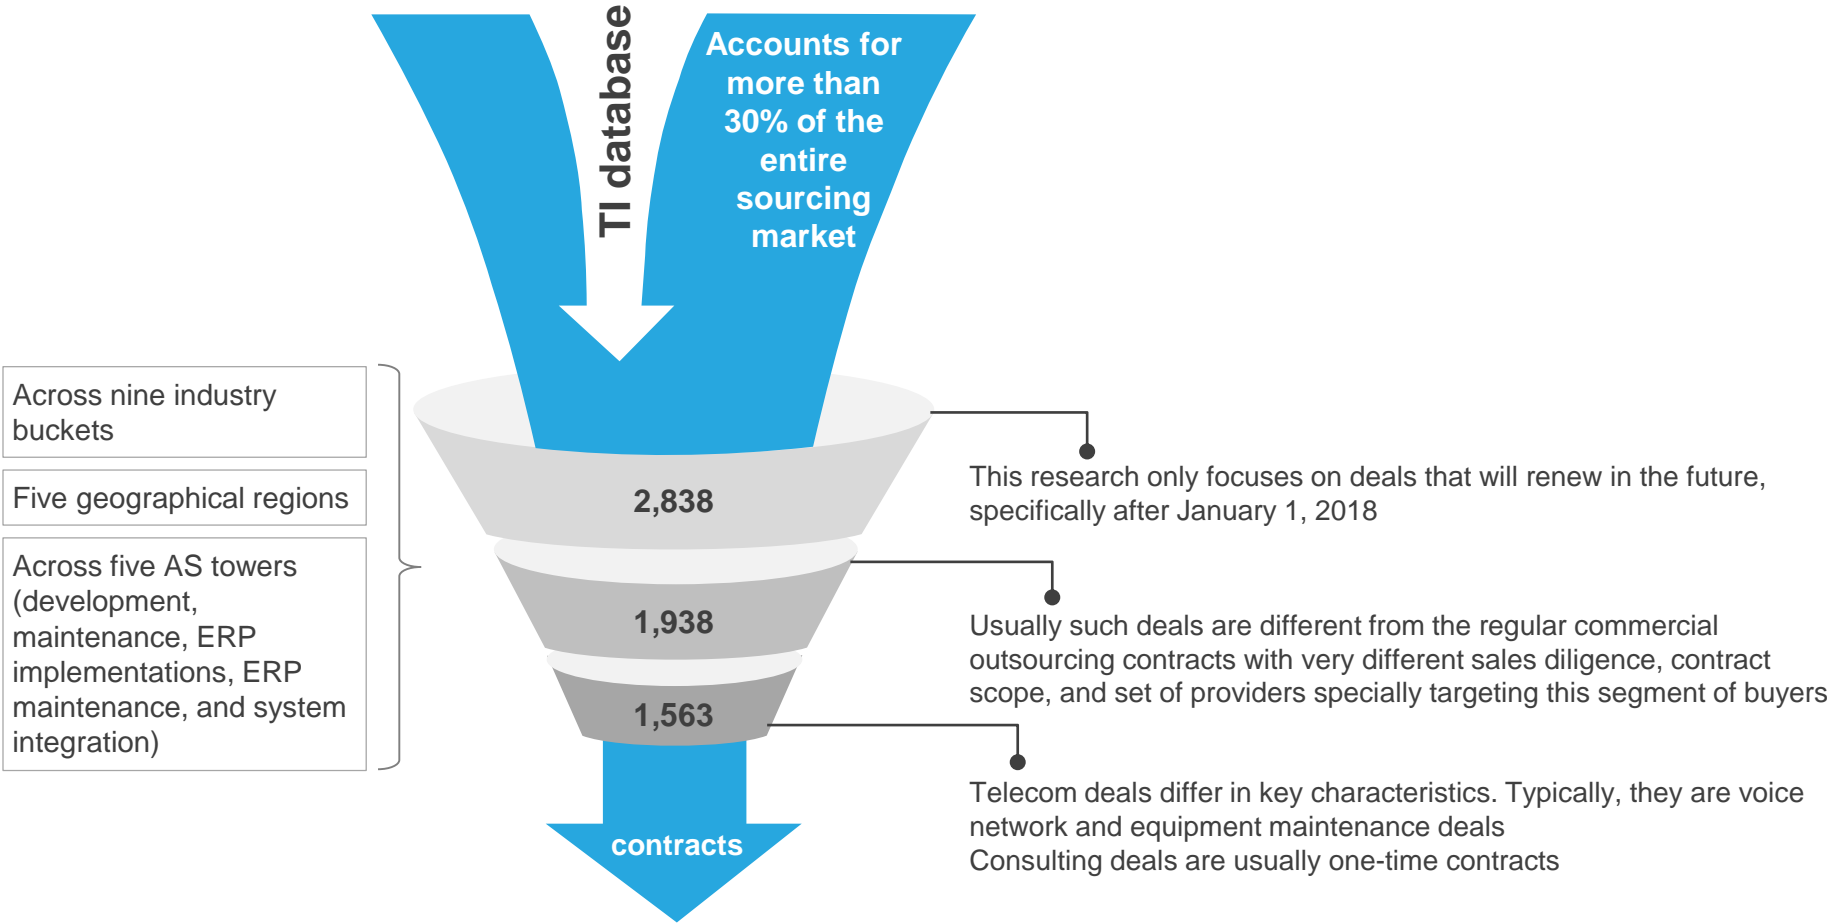 TI database
Accounts for
more than
30% of the
entire
sourcing
market
Across nine industry
buckets
Five geographical regions
Across five AS towers
(development,
maintenance, ERP
implementations, ERP
maintenance, and system
integration)
2,838
1,938
1,563
contracts
This research only focuses on deals that will renew in the future,
specifically after January 1, 2018
Usually such deals are different from the regular commercial
outsourcing contracts with very different sales diligence, contract
scope, and set of providers specially targeting this segment of buyers
Telecom deals differ in key characteristics. Typically, they are voice
network and equipment maintenance deals
Consulting deals are usually one-time contracts